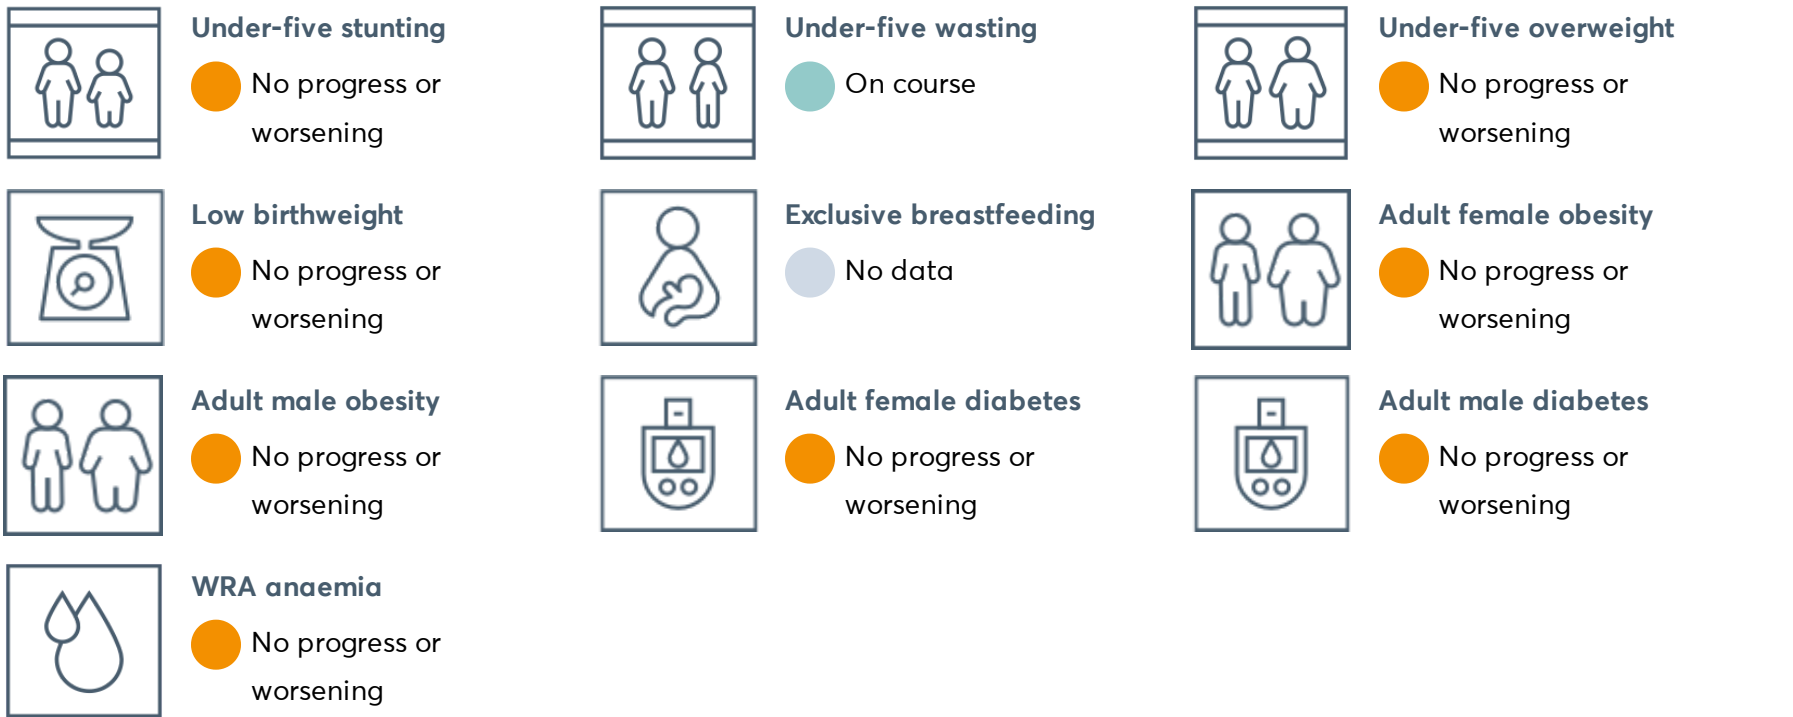 Under-five stunting
No progress or
worsening
Under-five wasting
On course
Under-five overweight
No progress or
worsening
Low birthweight
No progress or
worsening
Exclusive breastfeeding
No data
Adult female obesity
No progress or
worsening
Adult male obesity
No progress or
worsening
Adult female diabetes
No progress or
worsening
Adult male diabetes
No progress or
worsening
WRA anaemia
No progress or
worsening